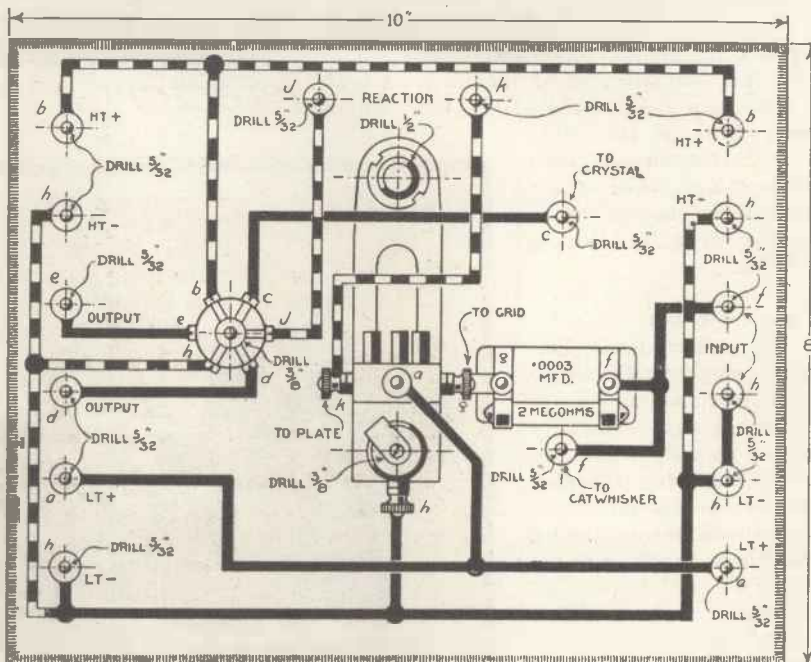 10"
b HT+
DRILL 5/32"
h HT-
e DRILL 5/32"
OUTPUT
J DRILL 5/32"
REACTION
DRILL 1/2"
k DRILL 5/32"
b HT+
TO CRYSTAL
c DRILL 5/32"
HT- h
DRILL 5/32"
f
INPUT
h
DRILL 5/32"
h LT-
b c
e J
h d
DRILL 3/8"
k
TO PLATE
a
TO GRID
g
g f
.0003
MFD.
2 MEGOHMS
DRILL 5/32" f
TO CATWHISKER
DRILL 3/8"
h
OUTPUT
d DRILL 5/32"
a LT+
h DRILL 5/32"
LT-
LT+
a
DRILL 5/32"